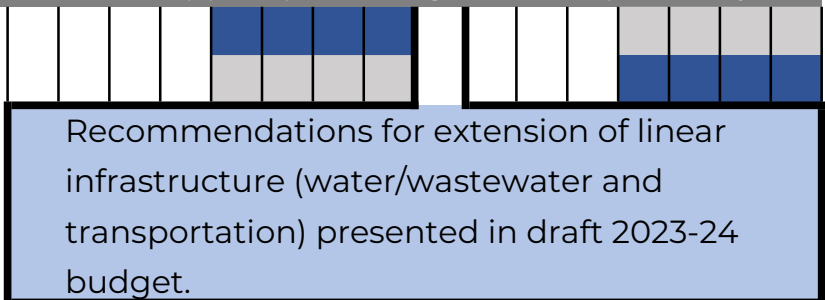 Recommendations for extension of linear
infrastructure (water/wastewater and
transportation) presented in draft 2023-24
budget.